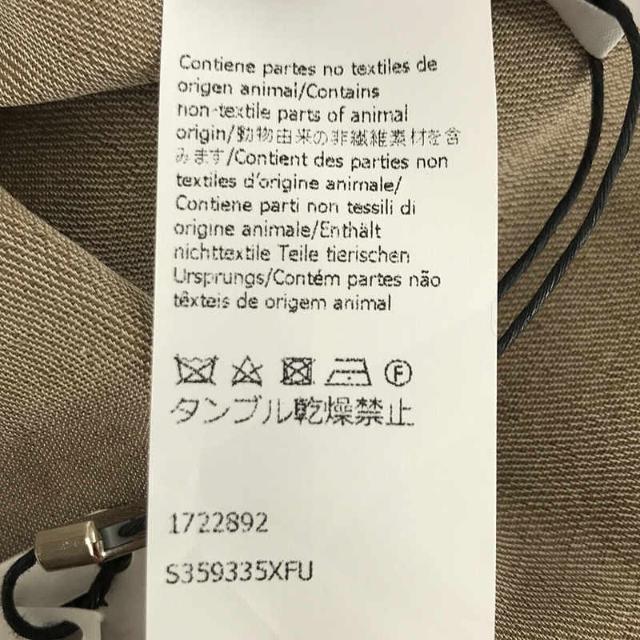 Contiene partes no textiles de
origen animal/Contains
non-textile parts of animal
origin/動物由来の非繊維素材を含
みます/Contient des parties non
textiles d'origine animale/
Contiene parti non tessili di
origine animale/Enthält
nichttextile Teile tierischen
Ursprungs/Contém partes não
têxteis de origem animal
F
タンブル乾燥禁止
1722892
S359335XFU